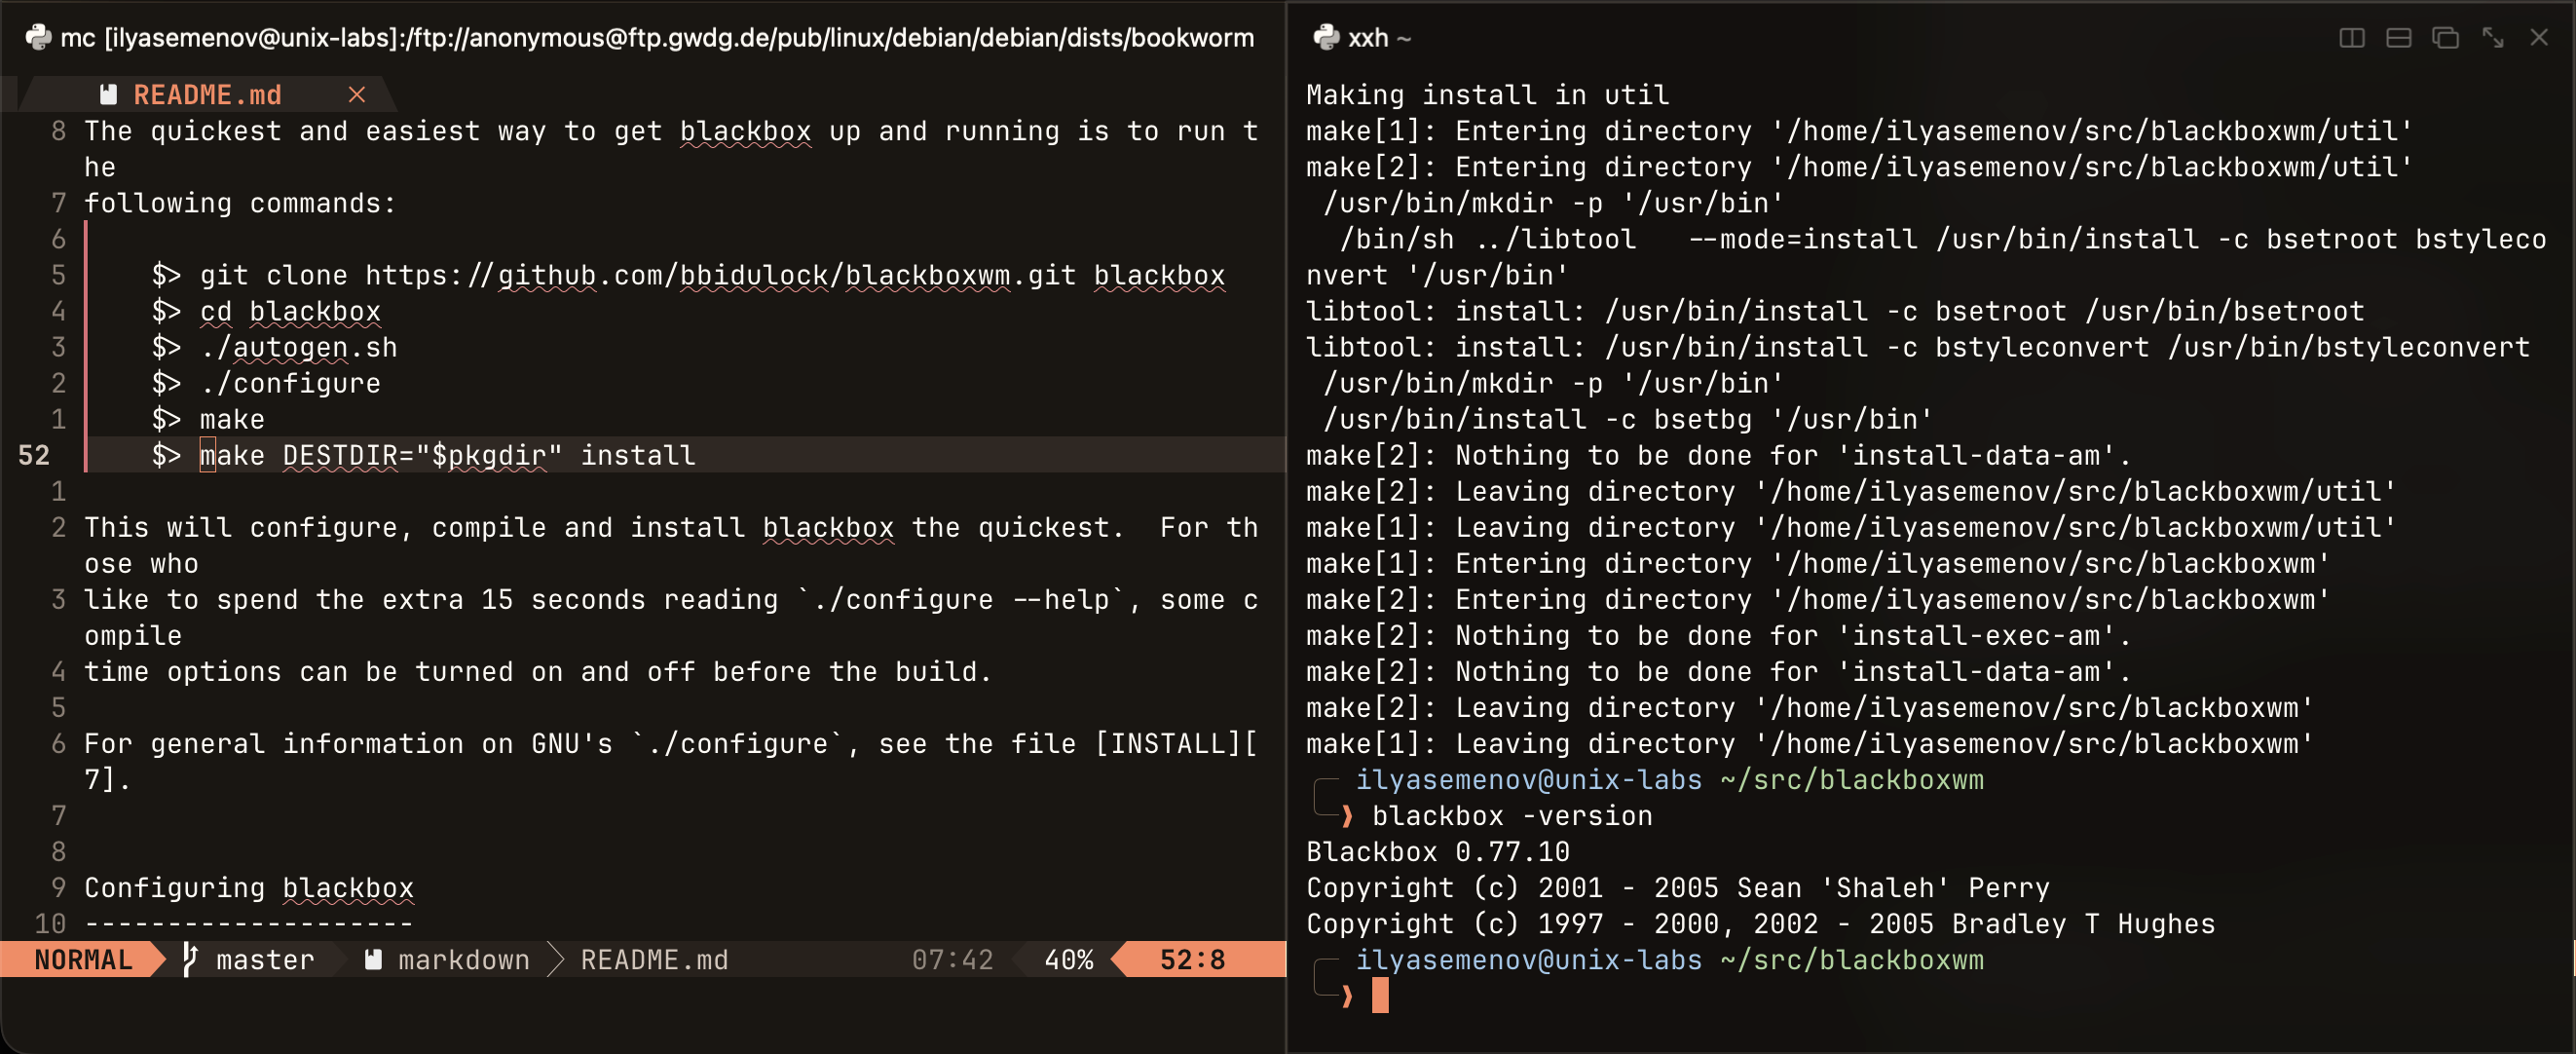 mc [ilyasemenov@unix-labs]:/ftp://anonymous@ftp.gwdg.de/pub/linux/debian/debian/dists/bookworm
README.md
8 The quickest and easiest way to get blackbox up and running is to run t
he
7 following commands:
6
5 $> git clone https://github.com/bbidulock/blackboxwm.git blackbox
4 $> cd blackbox
3 $> ./autogen.sh
2 $> ./configure
1 $> make
52 $> make DESTDIR="$pkgdir" install
1
2 This will configure, compile and install blackbox the quickest.  For th
ose who
3 like to spend the extra 15 seconds reading `./configure --help`, some c
ompile
4 time options can be turned on and off before the build.
5
6 For general information on GNU's `./configure`, see the file [INSTALL][
7].
7
8
9 Configuring blackbox
10 --------------------
NORMAL master markdown README.md 07:42 40% 52:8
xxh ~
Making install in util
make[1]: Entering directory '/home/ilyasemenov/src/blackboxwm/util'
make[2]: Entering directory '/home/ilyasemenov/src/blackboxwm/util'
/usr/bin/mkdir -p '/usr/bin'
/bin/sh ../libtool   --mode=install /usr/bin/install -c bsetroot bstyleco
nvert '/usr/bin'
libtool: install: /usr/bin/install -c bsetroot /usr/bin/bsetroot
libtool: install: /usr/bin/install -c bstyleconvert /usr/bin/bstyleconvert
/usr/bin/mkdir -p '/usr/bin'
/usr/bin/install -c bsetbg '/usr/bin'
make[2]: Nothing to be done for 'install-data-am'.
make[2]: Leaving directory '/home/ilyasemenov/src/blackboxwm/util'
make[1]: Leaving directory '/home/ilyasemenov/src/blackboxwm/util'
make[1]: Entering directory '/home/ilyasemenov/src/blackboxwm'
make[2]: Entering directory '/home/ilyasemenov/src/blackboxwm'
make[2]: Nothing to be done for 'install-exec-am'.
make[2]: Nothing to be done for 'install-data-am'.
make[2]: Leaving directory '/home/ilyasemenov/src/blackboxwm'
make[1]: Leaving directory '/home/ilyasemenov/src/blackboxwm'
ilyasemenov@unix-labs ~/src/blackboxwm
❯ blackbox -version
Blackbox 0.77.10
Copyright (c) 2001 - 2005 Sean 'Shaleh' Perry
Copyright (c) 1997 - 2000, 2002 - 2005 Bradley T Hughes
ilyasemenov@unix-labs ~/src/blackboxwm
❯